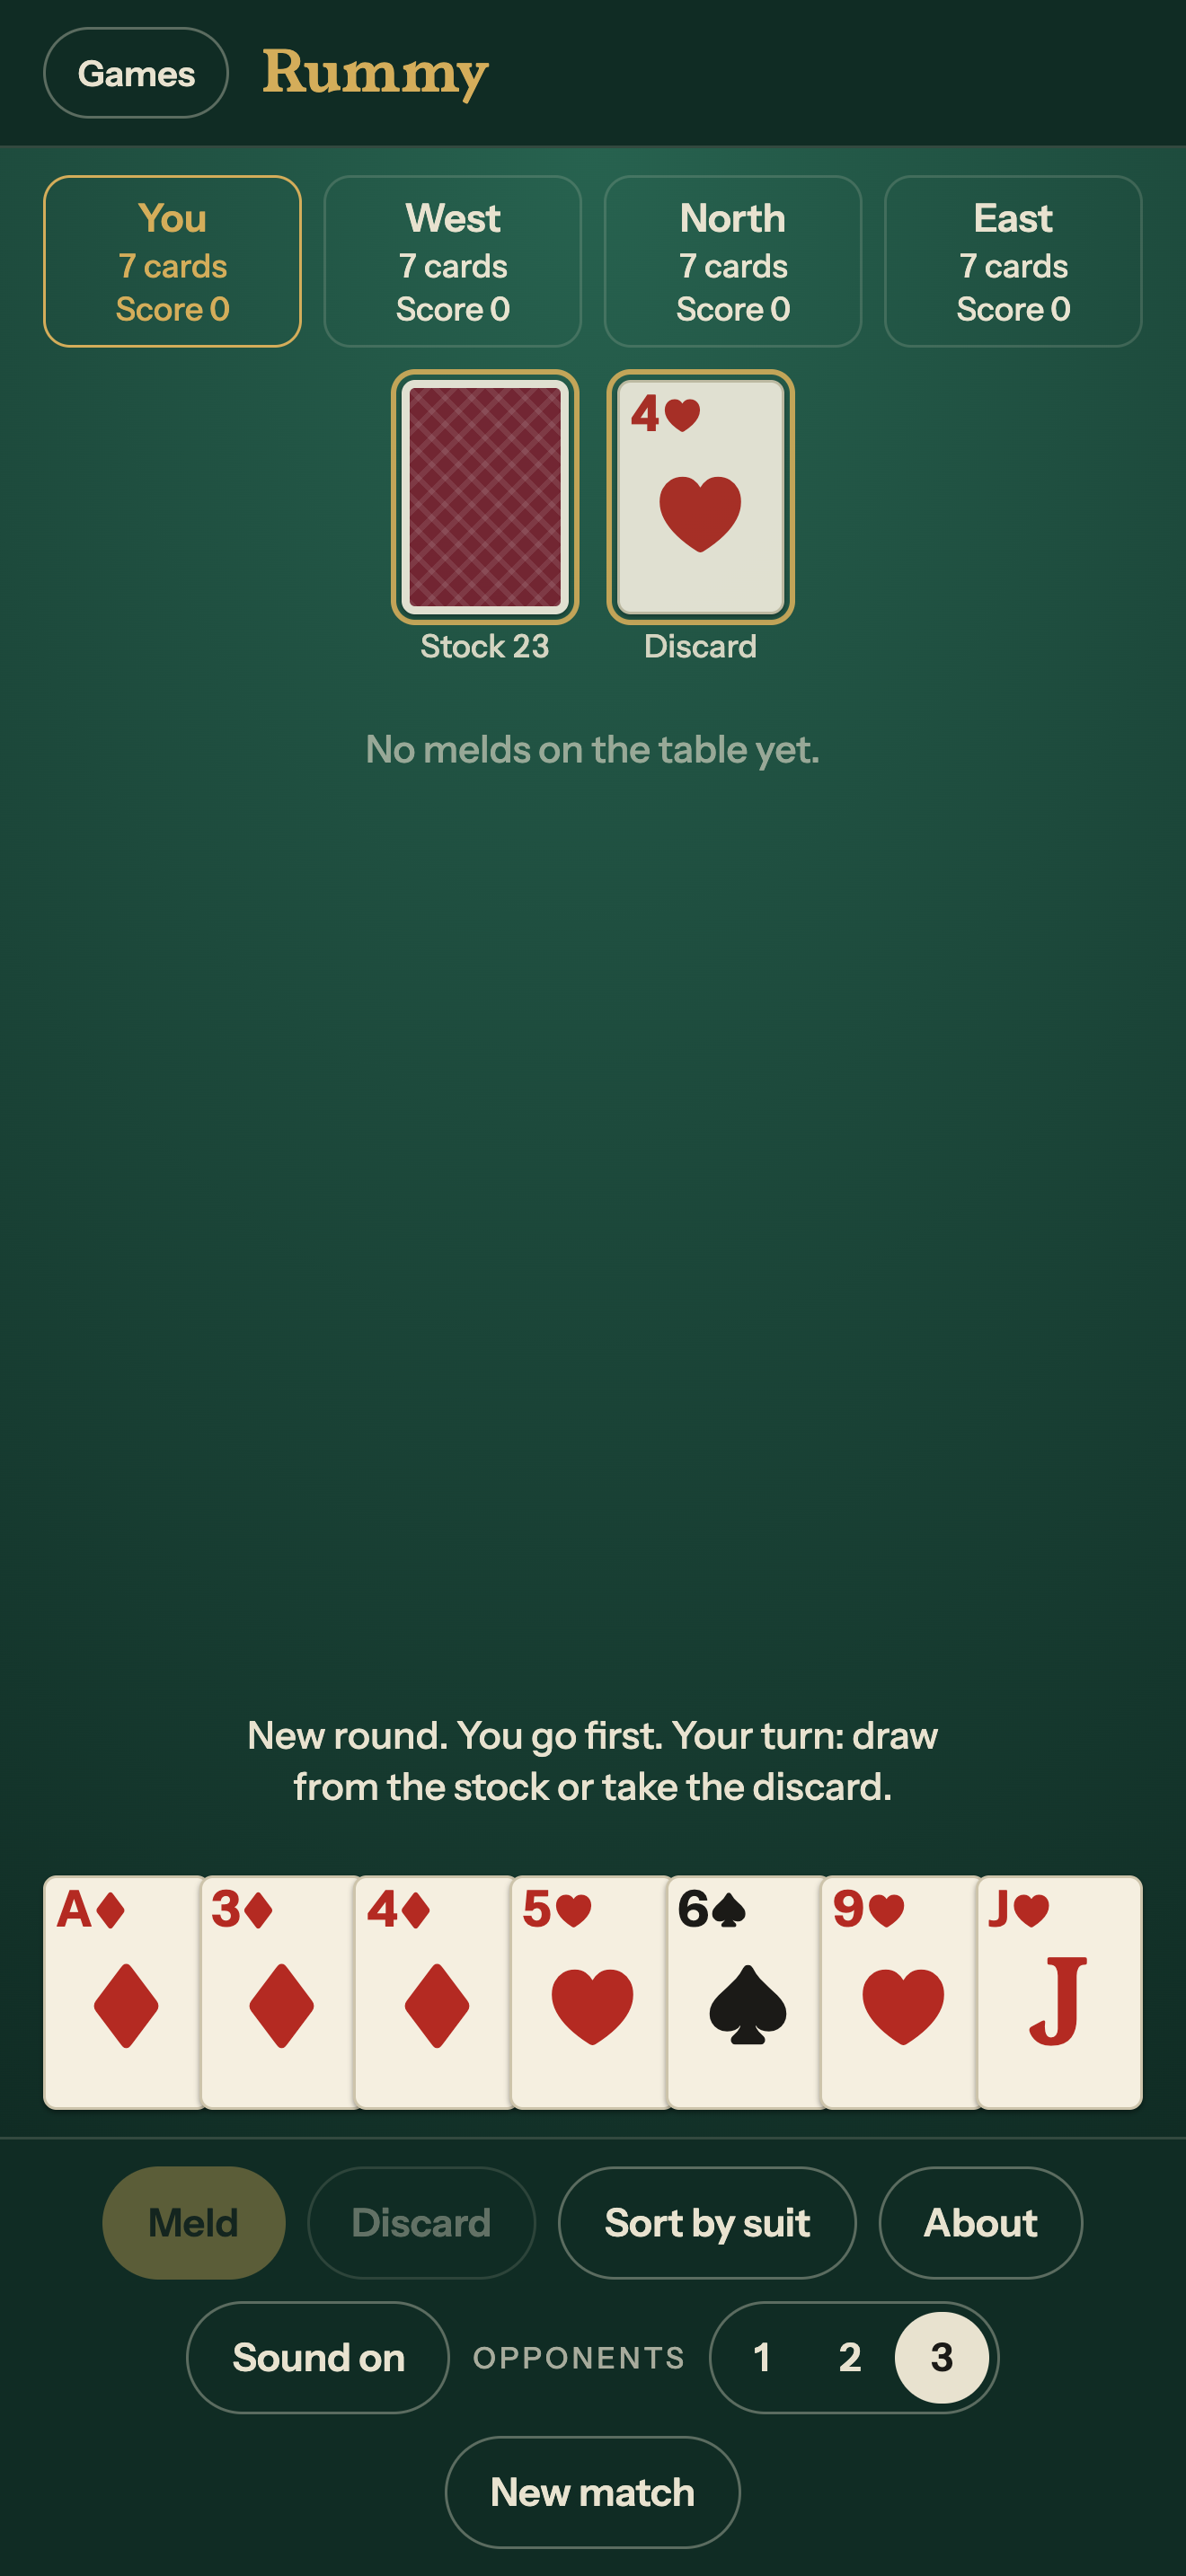 Games
Rummy
You
7 cards
Score 0
West
7 cards
Score 0
North
7 cards
Score 0
East
7 cards
Score 0
4
Stock 23
Discard
No melds on the table yet.
New round. You go first. Your turn: draw
from the stock or take the discard.
A♦ 3♦ 4♦ 5♥ 6♠ 9♥ J♥
J
Meld
Discard
Sort by suit
About
Sound on
OPPONENTS
1 2 3
New match